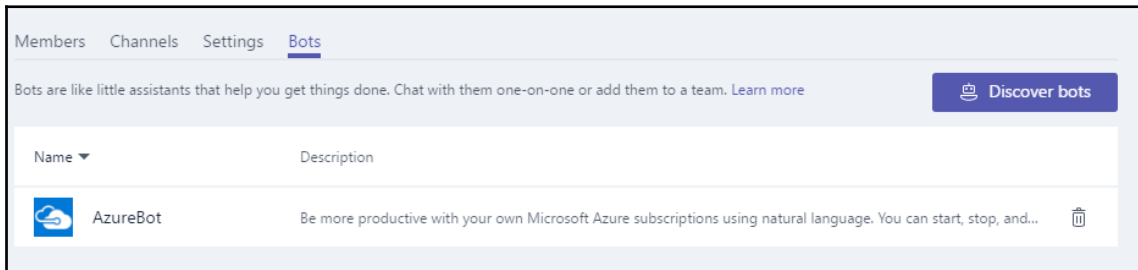 Members Channels Settings Bots
Bots are like little assistants that help you get things done. Chat with them one-on-one or add them to a team. Learn more
Discover bots
Name Description
AzureBot Be more productive with your own Microsoft Azure subscriptions using natural language. You can start, stop, and...